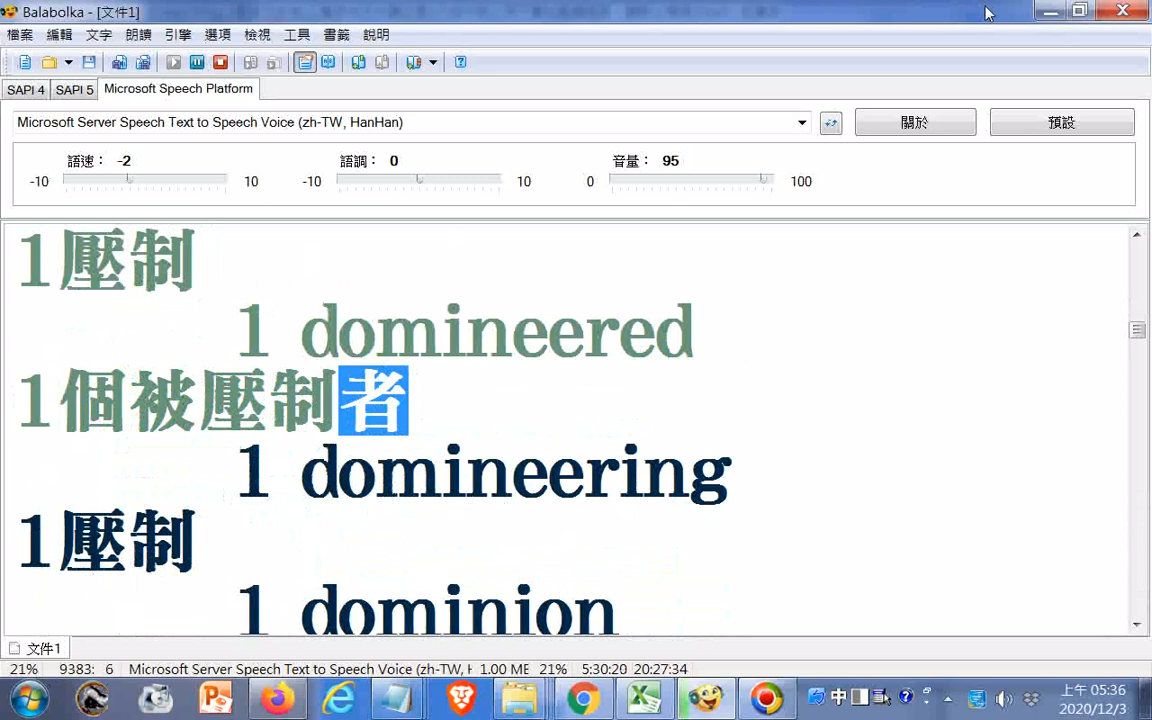 Balabolka - [文件1]
檔案 編輯 文字 朗讀 引擎 選項 檢視 工具 書籤 說明
SAPI 4 SAPI 5 Microsoft Speech Platform
Microsoft Server Speech Text to Speech Voice (zh-TW, HanHan) 關於 預設
語速： -2 語調： 0 音量： 95
-10 10 -10 10 0 100
1壓制
1 domineered
1個被壓制者
1 domineering
1壓制
1 dominion
文件1
21% 9383: 6 Microsoft Server Speech Text to Speech Voice (zh-TW, 1.00 ME 21% 5:30:20 20:27:34
中 上午 05:36
2020/12/3